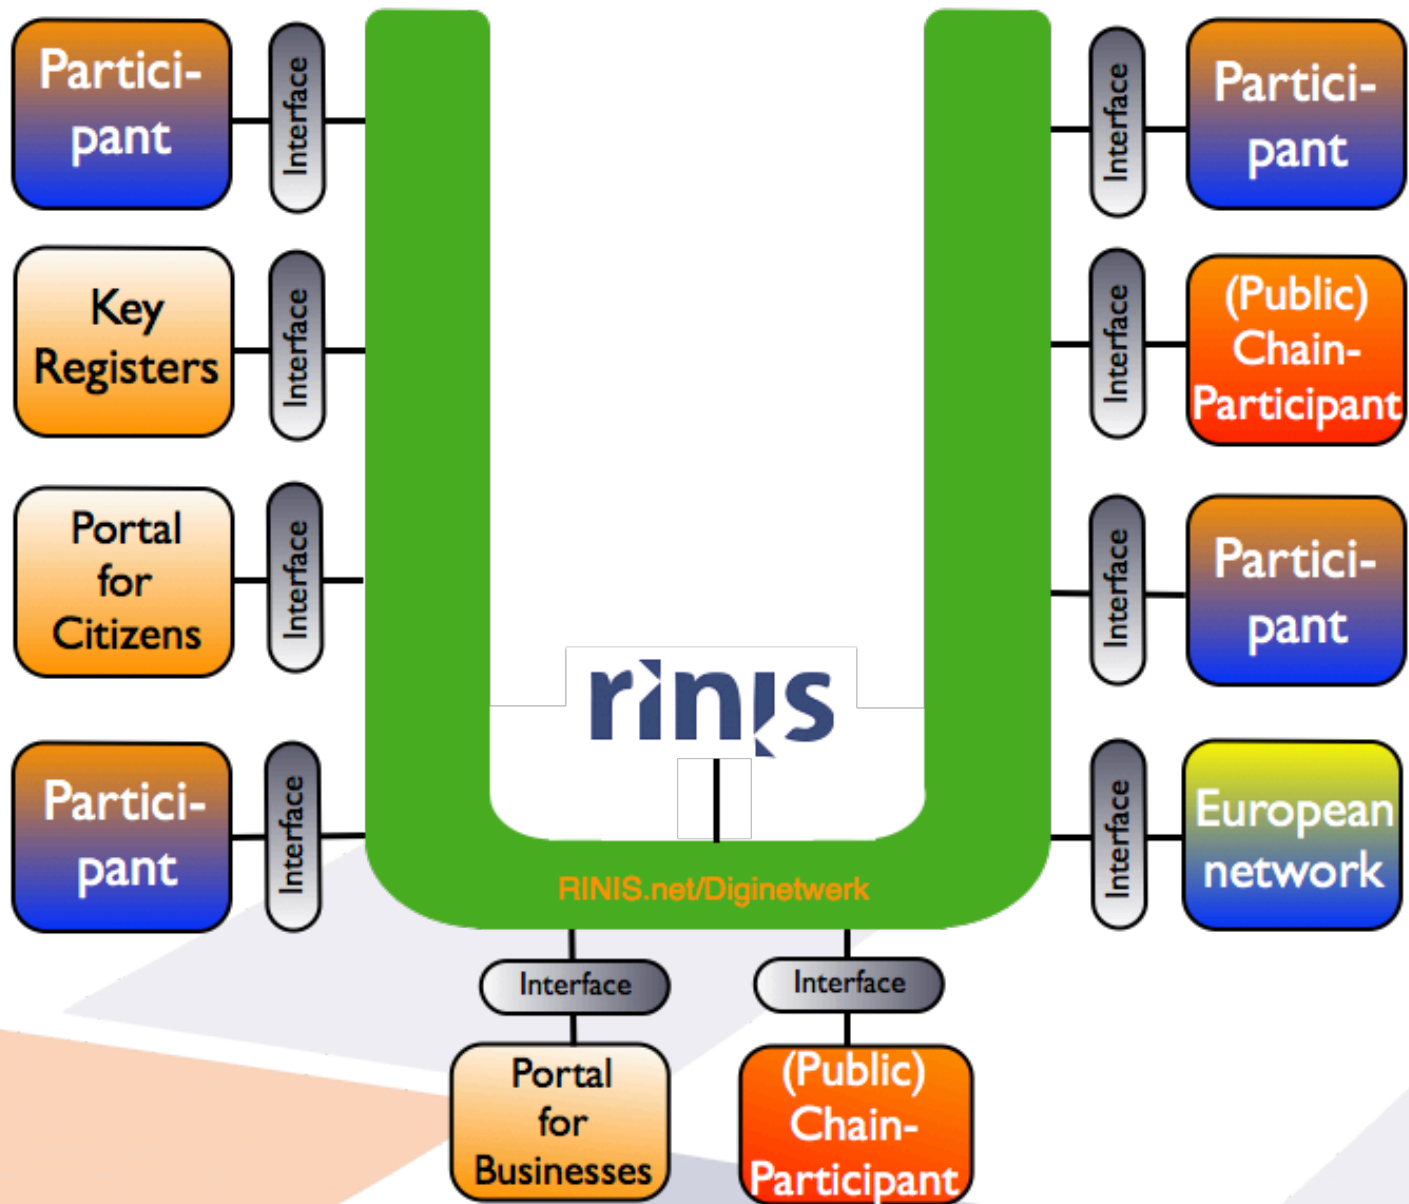 Partici-
pant
Interface
Interface
Partici-
pant
Key
Registers
Interface
Interface
(Public)
Chain-
Participant
Portal
for
Citizens
Interface
Interface
Partici-
pant
rinis
Partici-
pant
Interface
Interface
European
network
RINIS.net/Diginetwerk
Interface
Interface
Portal
for
Businesses
(Public)
Chain-
Participant